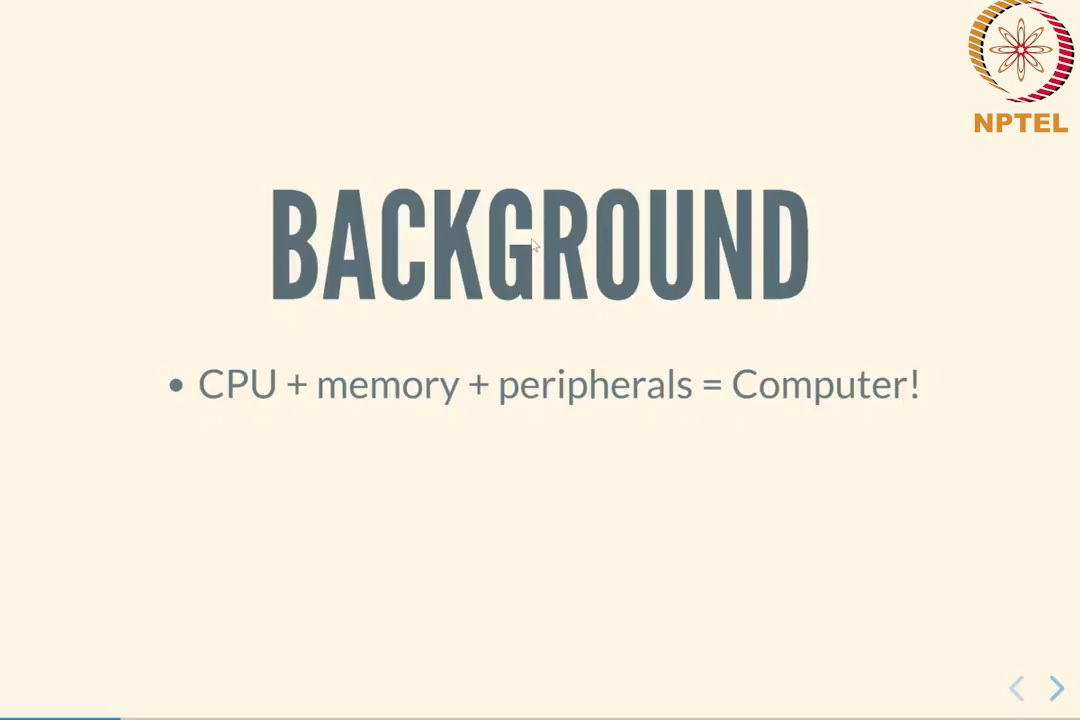 NPTEL
BACKGROUND
• CPU + memory + peripherals = Computer!